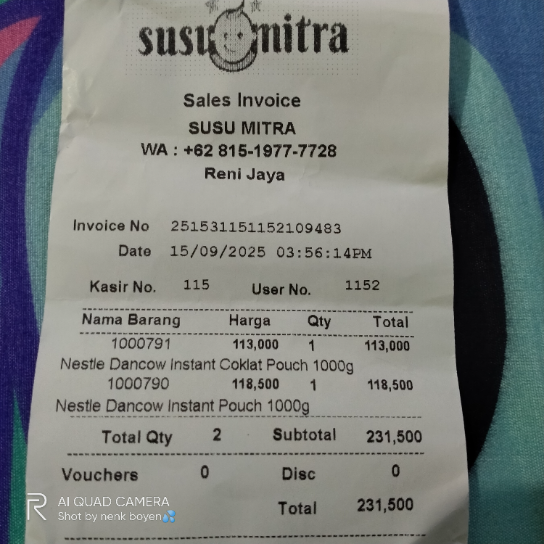 susu mitra
Sales Invoice
SUSU MITRA
WA : +62 815-1977-7728
Reni Jaya
Invoice No 251531151152109483
Date 15/09/2025 03:56:14PM
Kasir No. 115 User No. 1152
Nama Barang Harga Qty Total
1000791 113,000 1 113,000
Nestle Dancow Instant Coklat Pouch 1000g
1000790 118,500 1 118,500
Nestle Dancow Instant Pouch 1000g
Total Qty 2 Subtotal 231,500
Vouchers 0 Disc 0
Total 231,500
AI QUAD CAMERA
Shot by nenk boyen💦